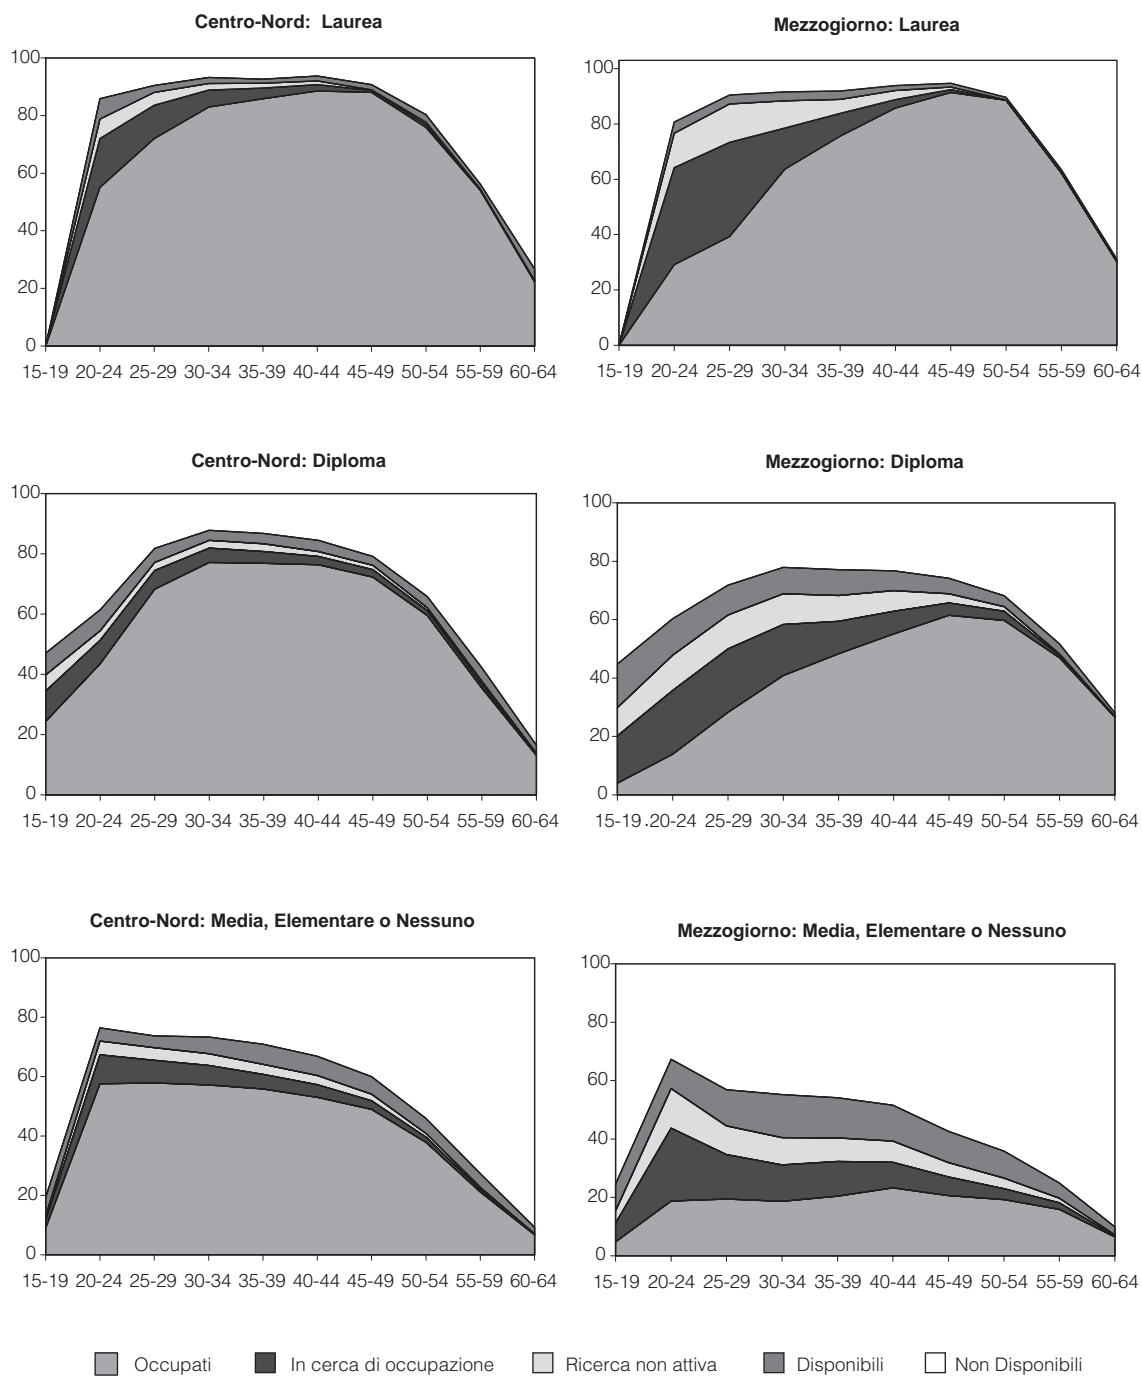 Centro-Nord: Laurea
100
80
60
40
20
0
15-19 20-24 25-29 30-34 35-39 40-44 45-49 50-54 55-59 60-64
Mezzogiorno: Laurea
100
80
60
40
20
0
15-19 20-24 25-29 30-34 35-39 40-44 45-49 50-54 55-59 60-64
Centro-Nord: Diploma
100
80
60
40
20
0
15-19 20-24 25-29 30-34 35-39 40-44 45-49 50-54 55-59 60-64
Mezzogiorno: Diploma
100
80
60
40
20
0
15-19 .20-24 25-29 30-34 35-39 40-44 45-49 50-54 55-59 60-64
Centro-Nord: Media, Elementare o Nessuno
100
80
60
40
20
0
15-19 20-24 25-29 30-34 35-39 40-44 45-49 50-54 55-59 60-64
Mezzogiorno: Media, Elementare o Nessuno
100
80
60
40
20
0
15-19 20-24 25-29 30-34 35-39 40-44 45-49 50-54 55-59 60-64
Occupati In cerca di occupazione Ricerca non attiva Disponibili Non Disponibili